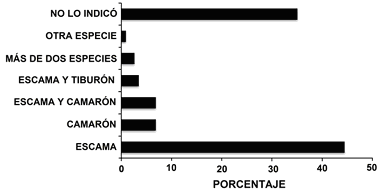 NO LO INDICÓ
OTRA ESPECIE
MÁS DE DOS ESPECIES
ESCAMA Y TIBURÓN
ESCAMA Y CAMARÓN
CAMARÓN
ESCAMA
0 10 20 30 40 50
PORCENTAJE